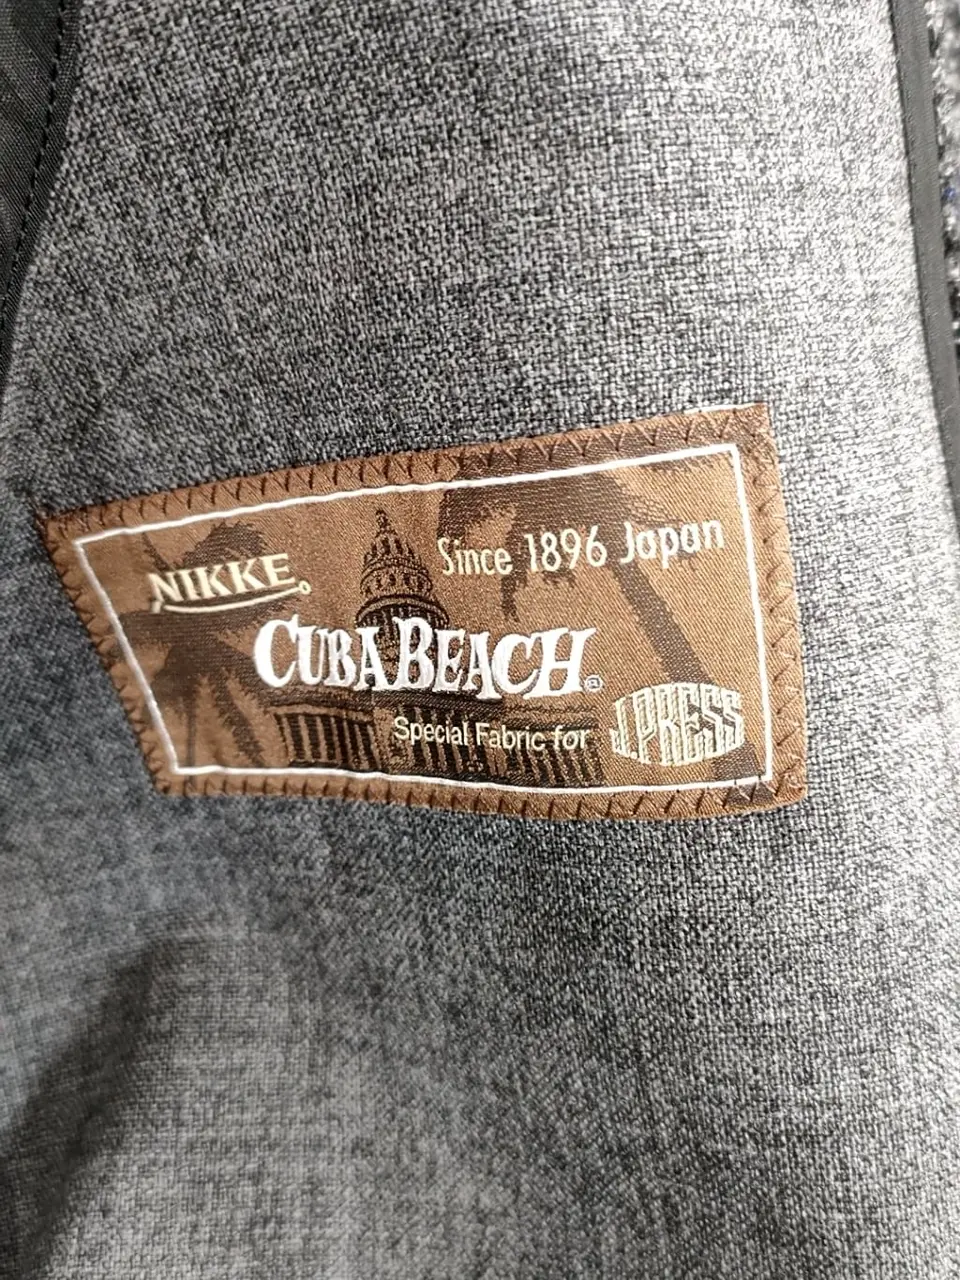 NIKKE
Since 1896 Japan
CUBA BEACH®
Special Fabric for J.PRESS